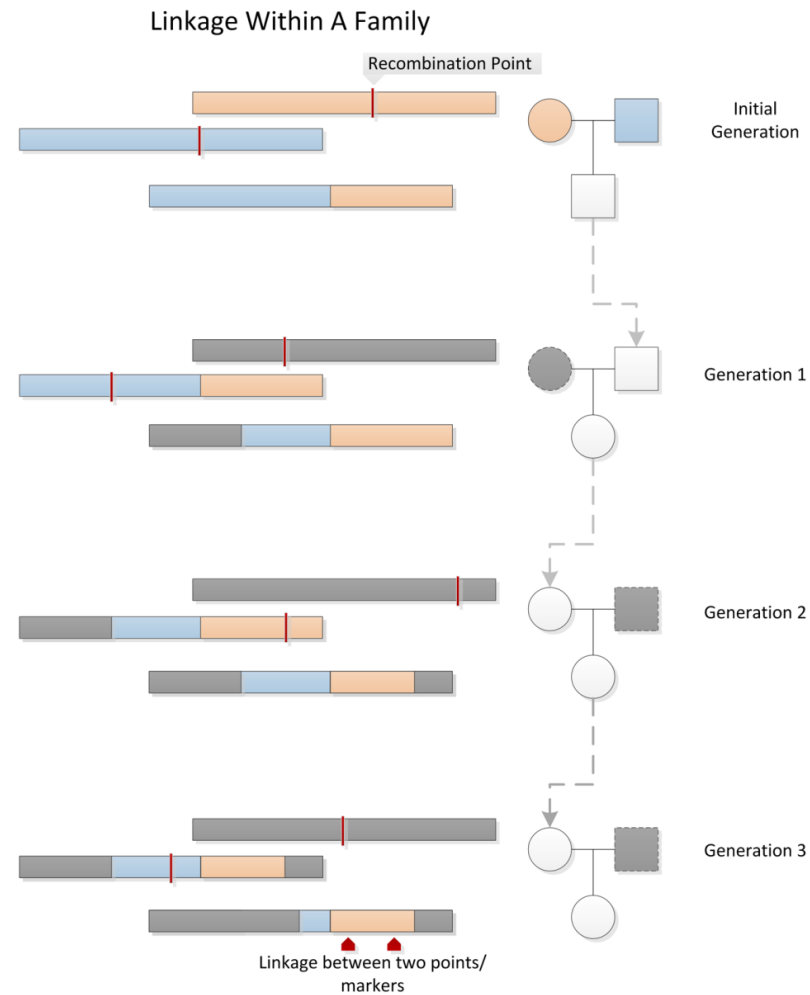 Linkage Within A Family
Recombination Point
Initial
Generation
Generation 1
Generation 2
Generation 3
Linkage between two points/
markers